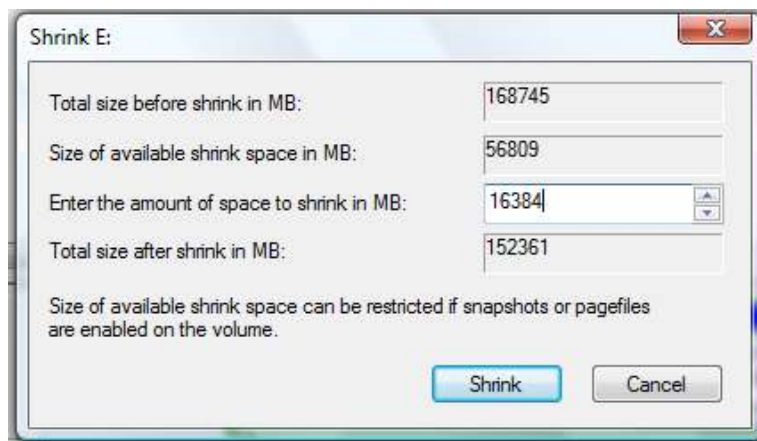 Shrink E:
Total size before shrink in MB: 168745
Size of available shrink space in MB: 56809
Enter the amount of space to shrink in MB: 16384
Total size after shrink in MB: 152361
Size of available shrink space can be restricted if snapshots or pagefiles
are enabled on the volume.
Shrink Cancel